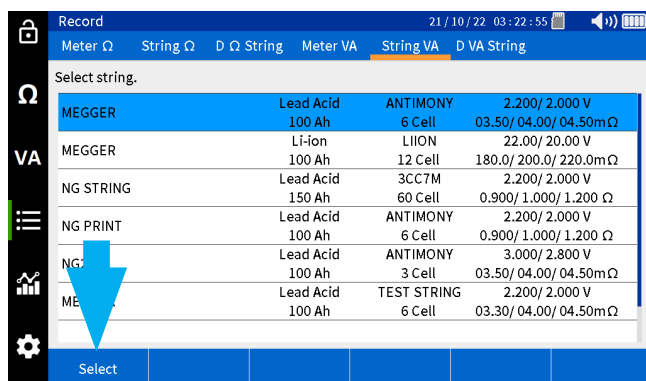 Record 21/10/22 03:22:55
Meter Ω String Ω D Ω String Meter VA String VA D VA String
Select string.
Ω
VA
MEGGER Lead Acid ANTIMONY 2.200/ 2.000 V
100 Ah 6 Cell 03.50/ 04.00/ 04.50mΩ
MEGGER Li-ion LIION 22.00/ 20.00 V
100 Ah 12 Cell 180.0/ 200.0/ 220.0mΩ
NG STRING Lead Acid 3CC7M 2.200/ 2.000 V
150 Ah 60 Cell 0.900/ 1.000/ 1.200 Ω
NG PRINT Lead Acid ANTIMONY 2.200/ 2.000 V
100 Ah 6 Cell 0.900/ 1.000/ 1.200 Ω
Lead Acid ANTIMONY 3.000/ 2.800 V
100 Ah 3 Cell 03.50/ 04.00/ 04.50mΩ
Lead Acid TEST STRING 2.200/ 2.000 V
100 Ah 6 Cell 03.30/ 04.00/ 04.50mΩ
Select